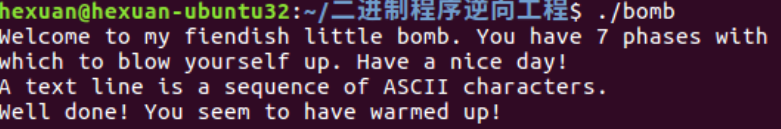 hexuan@hexuan-ubuntu32:~/二进制程序逆向工程$ ./bomb
Welcome to my fiendish little bomb. You have 7 phases with
which to blow yourself up. Have a nice day!
A text line is a sequence of ASCII characters.
Well done! You seem to have warmed up!